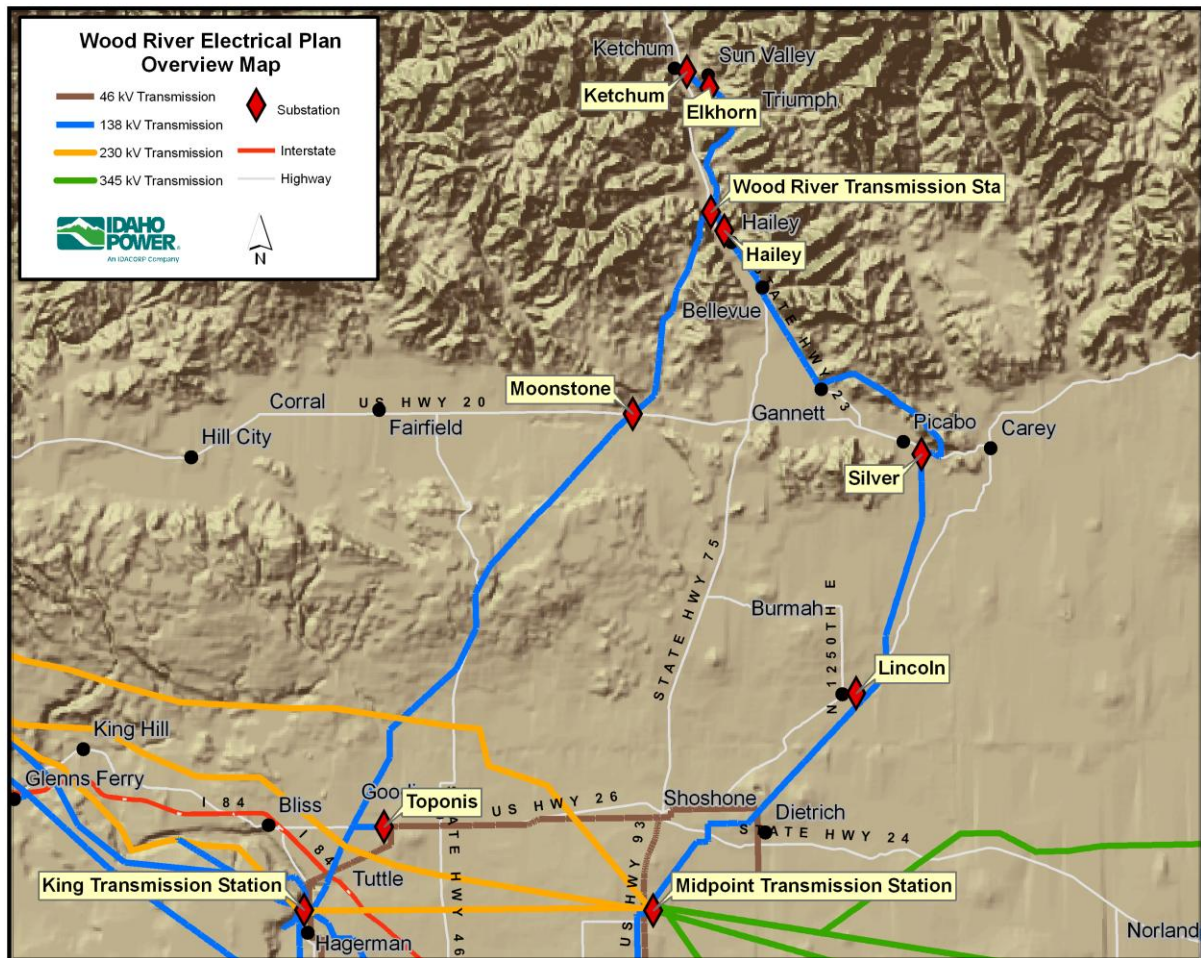 Wood River Electrical Plan
Overview Map
46 kV Transmission
138 kV Transmission
230 kV Transmission
345 kV Transmission
Substation
Interstate
Highway
IDAHO
POWER®
An IDACORP Company
N
Ketchum
Sun Valley
Ketchum
Elkhorn
Triumph
Wood River Transmission Sta
Hailey
Hailey
Bellevue
STATE HWY 23
Moonstone
Corral
US HWY 20
Fairfield
Hill City
Gannett
Picabo
Carey
Silver
STATE HWY 75
Burmah
N 1250TH E
Lincoln
King Hill
Glenns Ferry
I 84
Bliss
Toponis
US HWY 26
Shoshone
Dietrich
STATE HWY 24
I 84
Tuttle
STATE HWY 46
US HWY 93
King Transmission Station
Midpoint Transmission Station
Hagerman
Norland